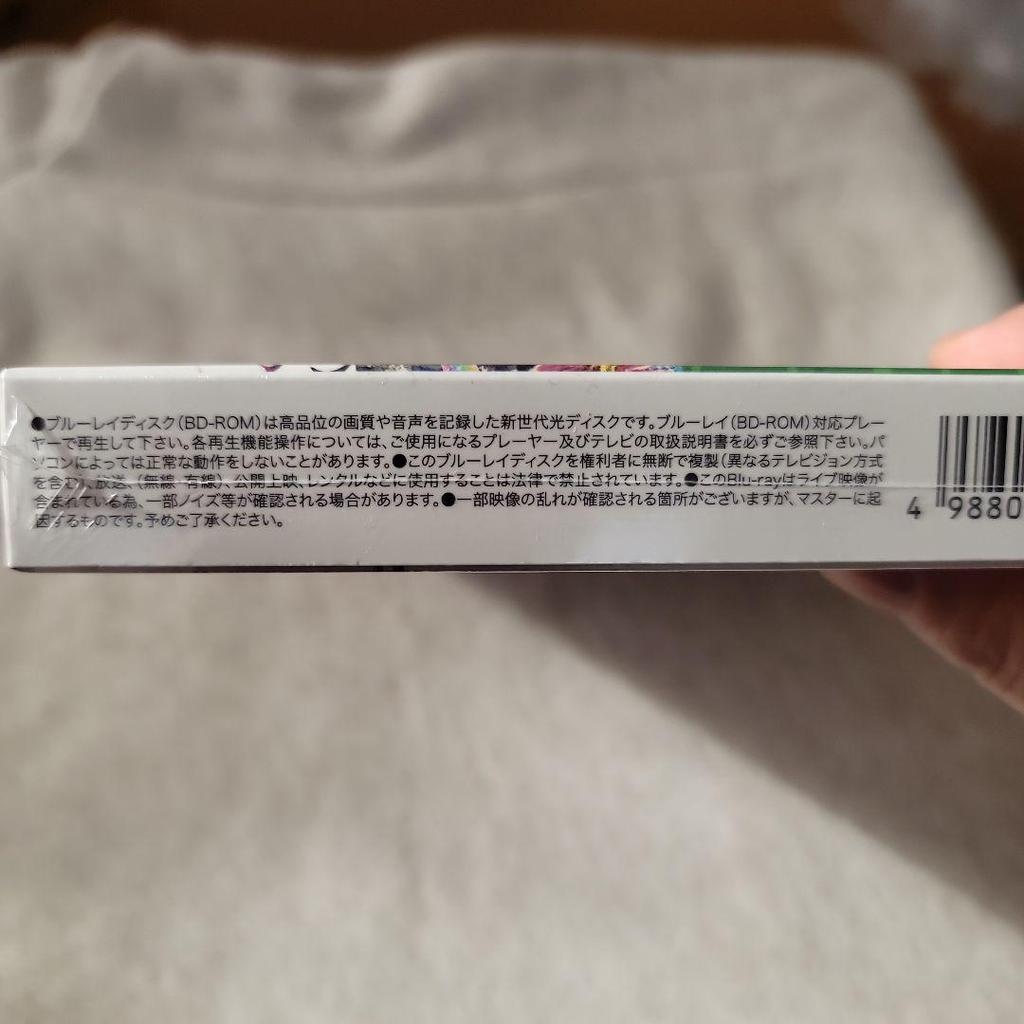 ●ブルーレイディスク(BD-ROM)は高品位の画質や音声を記録した新世代光ディスクです。ブルーレイ(BD-ROM)対応プレー
ヤーで再生して下さい。各再生機能操作については、ご使用になるプレーヤー及びテレビの取扱説明書を必ずご参照下さい。パ
ソコンによっては正常な動作をしないことがあります。●このブルーレイディスクを権利者に無断で複製(異なるテレビジョン方式
を含む)、放送(無線 有線)、公開上映、レンタルなどに使用することは法律で禁止されています。●このBlu-rayはライブ映像が
含まれている為、一部ノイズ等が確認される場合があります。●一部映像の乱れが確認される箇所がございますが、マスターに起
因するものです。予めご了承ください。
4 9880